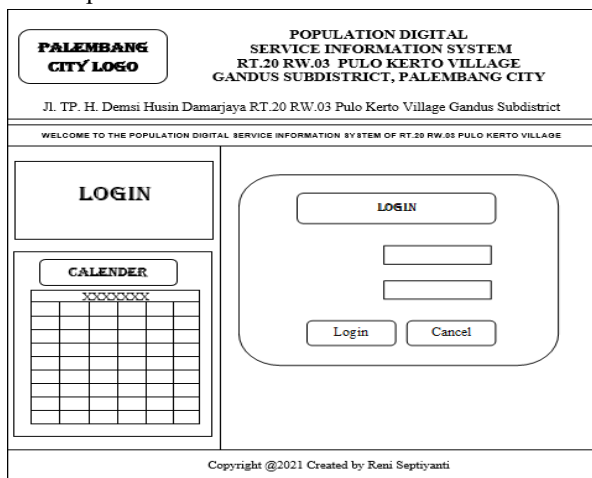 PALEMBANG
CITY LOGO
POPULATION DIGITAL
SERVICE INFORMATION SYSTEM
RT.20 RW.03 PULO KERTO VILLAGE
GANDUS SUBDISTRICT, PALEMBANG CITY
Jl. TP. H. Demsi Husin Damarjaya RT.20 RW.03 Pulo Kerto Village Gandus Subdistrict
WELCOME TO THE POPULATION DIGITAL SERVICE INFORMATION SYSTEM OF RT.20 RW.03 PULO KERTO VILLAGE
LOGIN
CALENDER
XXXXXXX
LOGIN
Login Cancel
Copyright @2021 Created by Reni Septiyanti